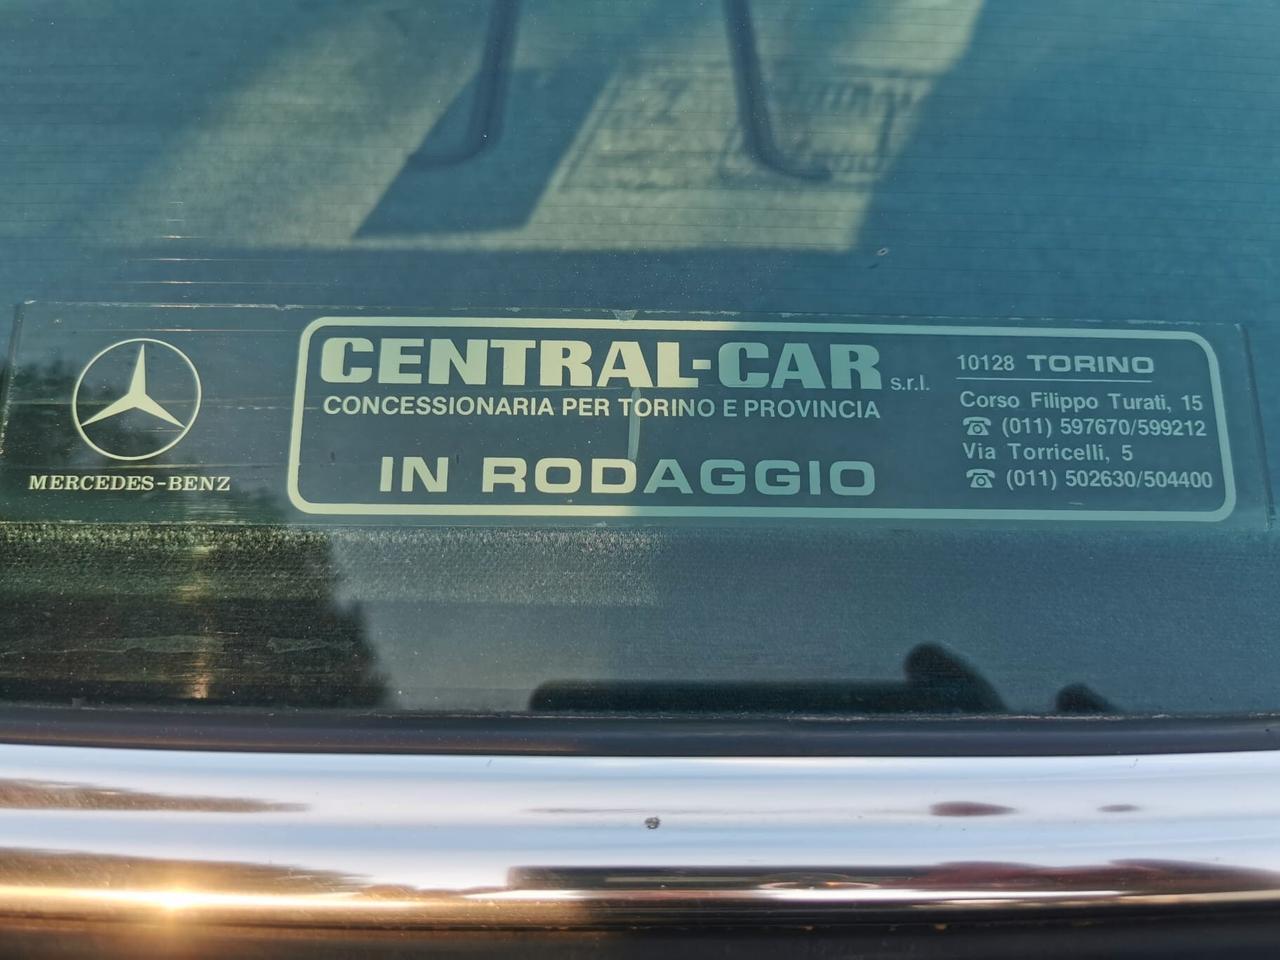 MERCEDES-BENZ
CENTRAL-CAR s.r.l.
CONCESSIONARIA PER TORINO E PROVINCIA
IN RODAGGIO
10128 TORINO
Corso Filippo Turati, 15
☎ (011) 597670/599212
Via Torricelli, 5
☎ (011) 502630/504400